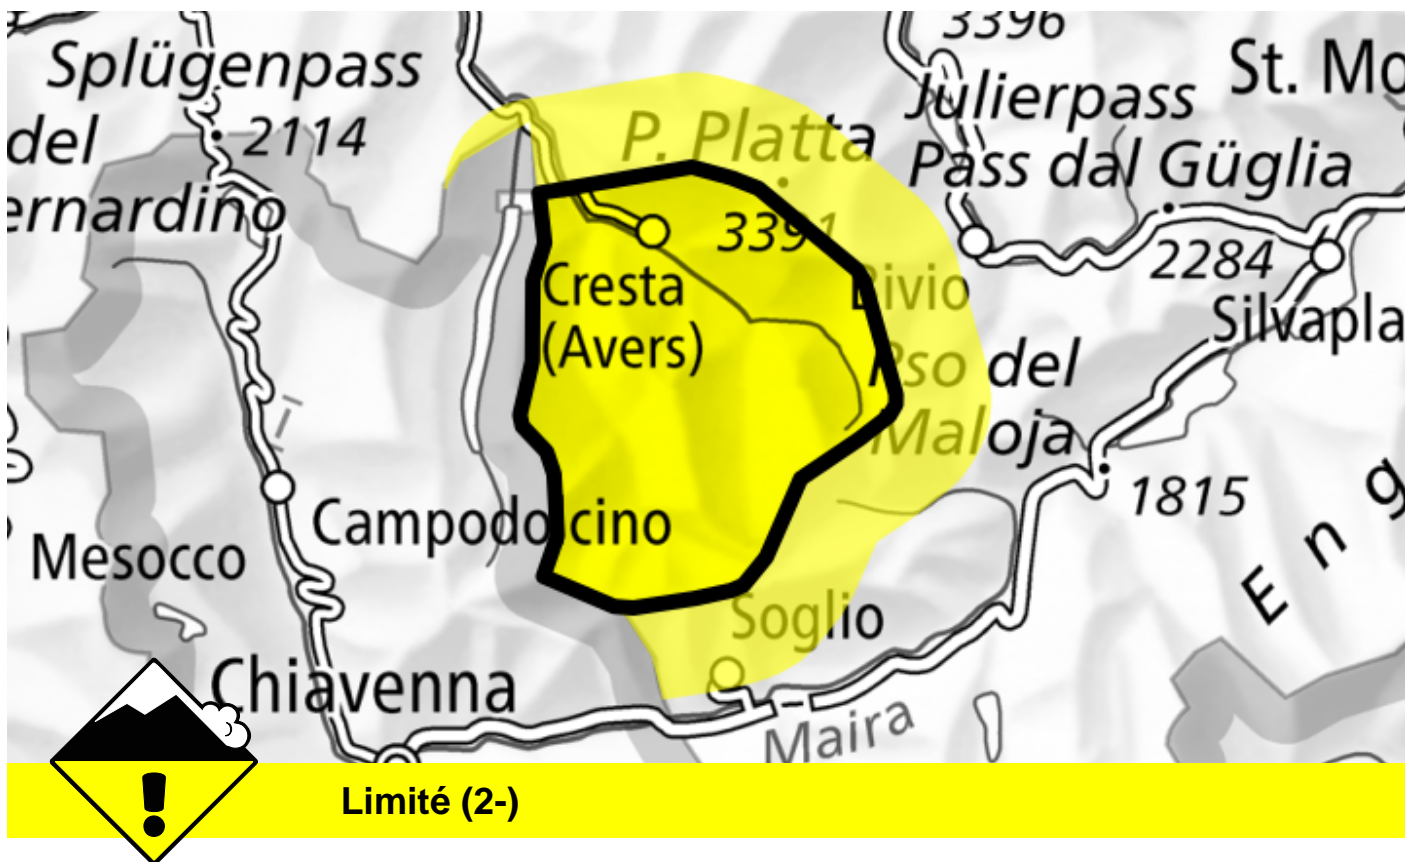 3396
Splügenpass
St. Mo
Julierpass
del
2114
P. Platta
Pass dal Güglia
ernardino
3391
2284
Cresta
(Avers)
Bivio
Silvapla
Pso del
Maloja
1815
E n g
Campodolcino
Mesocco
Soglio
Chiavenna
Maira
!
Limité (2-)